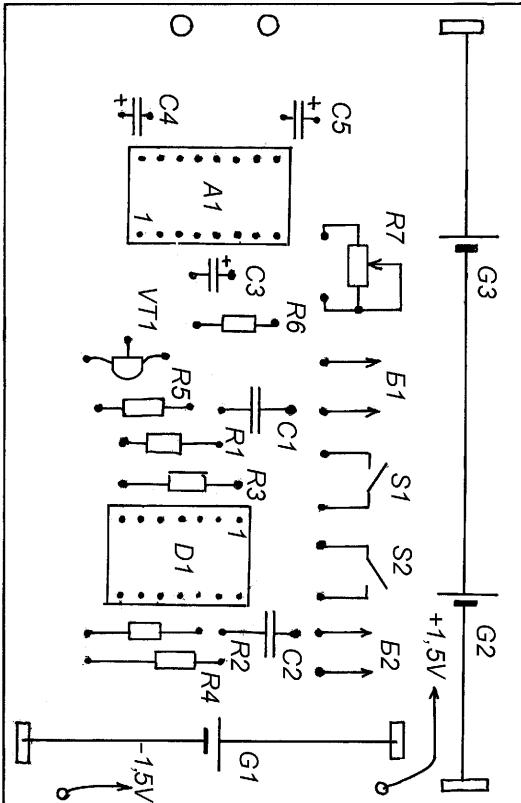 C4
C5
1
A1
R7
G3
C3
VT1
R6
R5
Б1
C1
R1
R3
S1
1
D1
S2
G2
+1,5V
R2
C2
Б2
R4
G1
-1,5V
+
+
+